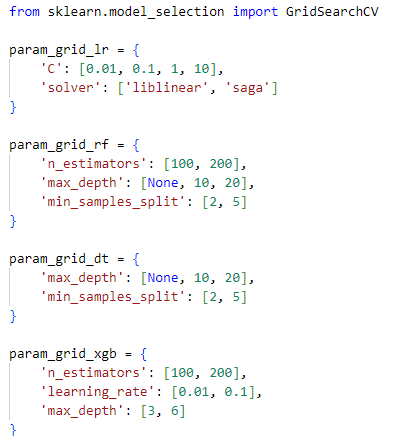 from sklearn.model_selection import GridSearchCV
param_grid_lr = {
    'C': [0.01, 0.1, 1, 10],
    'solver': ['liblinear', 'saga']
}
param_grid_rf = {
    'n_estimators': [100, 200],
    'max_depth': [None, 10, 20],
    'min_samples_split': [2, 5]
}
param_grid_dt = {
    'max_depth': [None, 10, 20],
    'min_samples_split': [2, 5]
}
param_grid_xgb = {
    'n_estimators': [100, 200],
    'learning_rate': [0.01, 0.1],
    'max_depth': [3, 6]
}